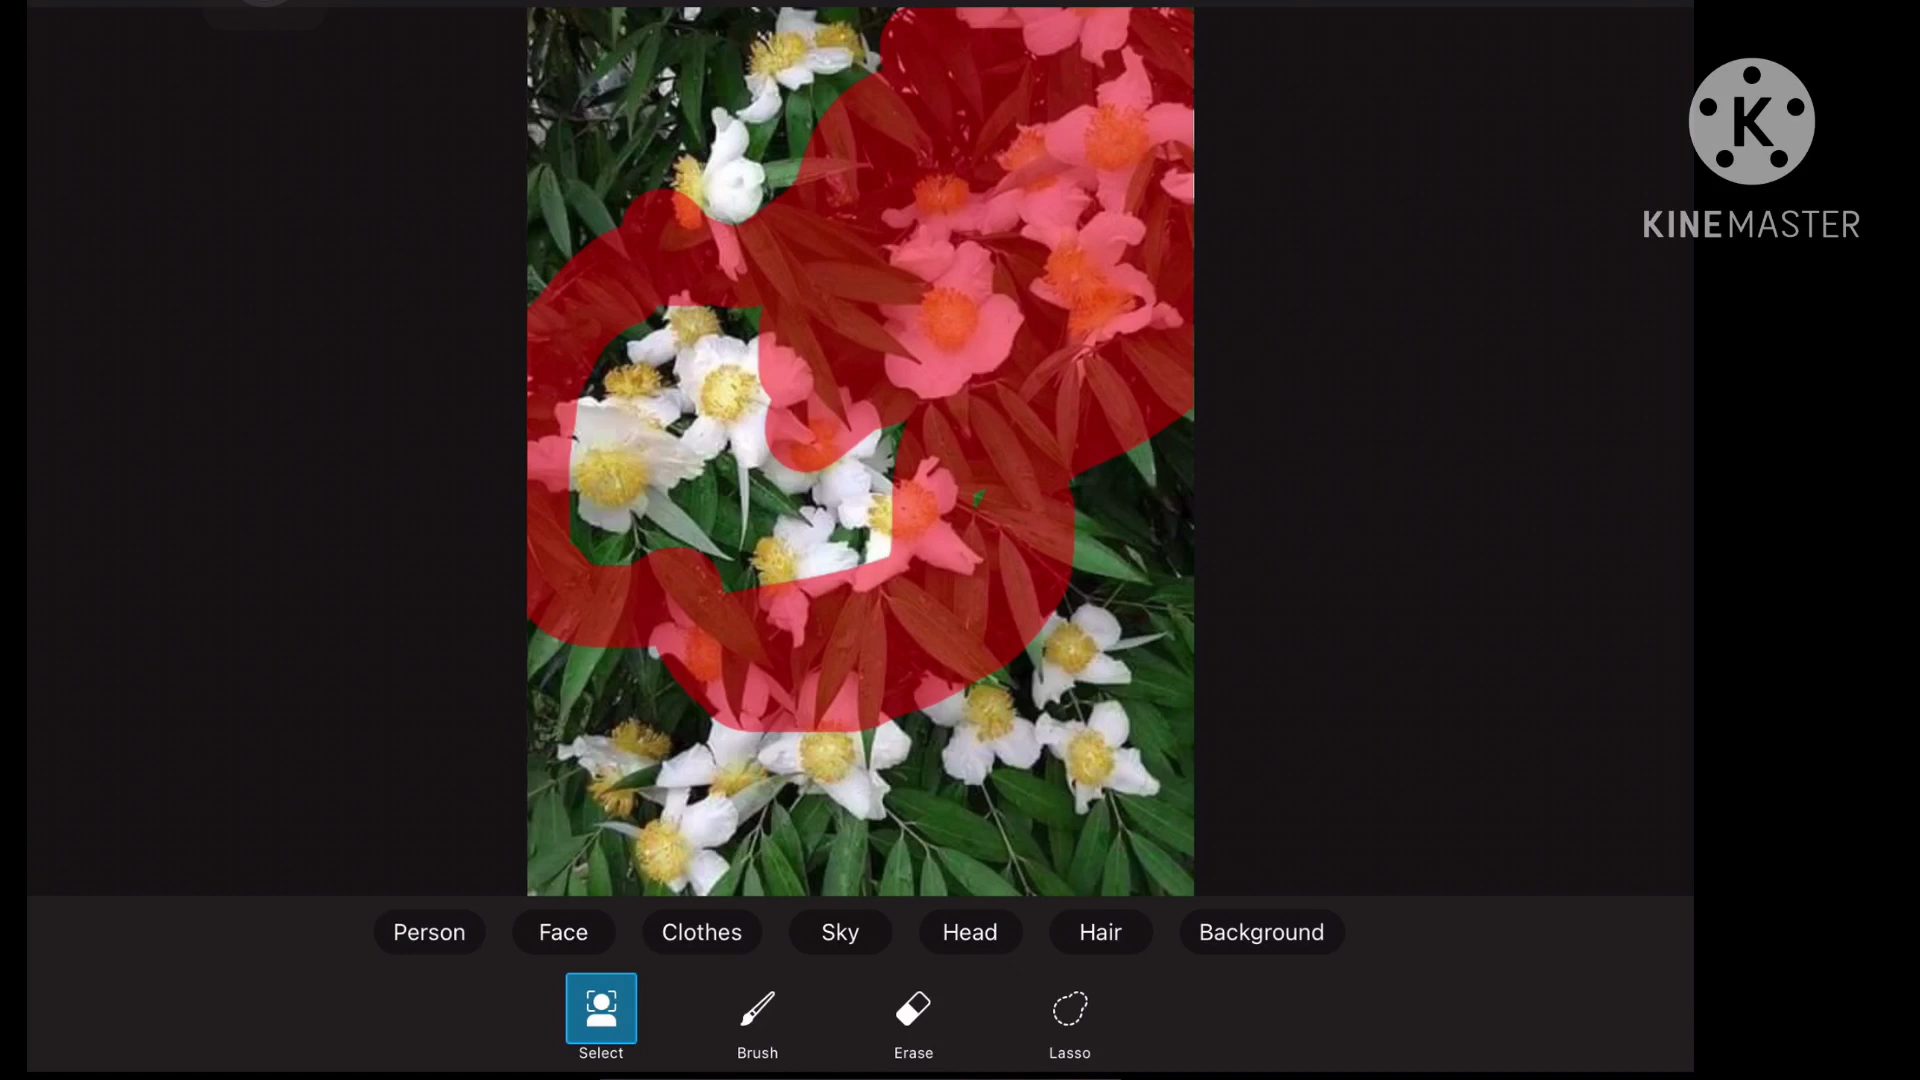 K
KINEMASTER
Person Face Clothes Sky Head Hair Background
Select Brush Erase Lasso